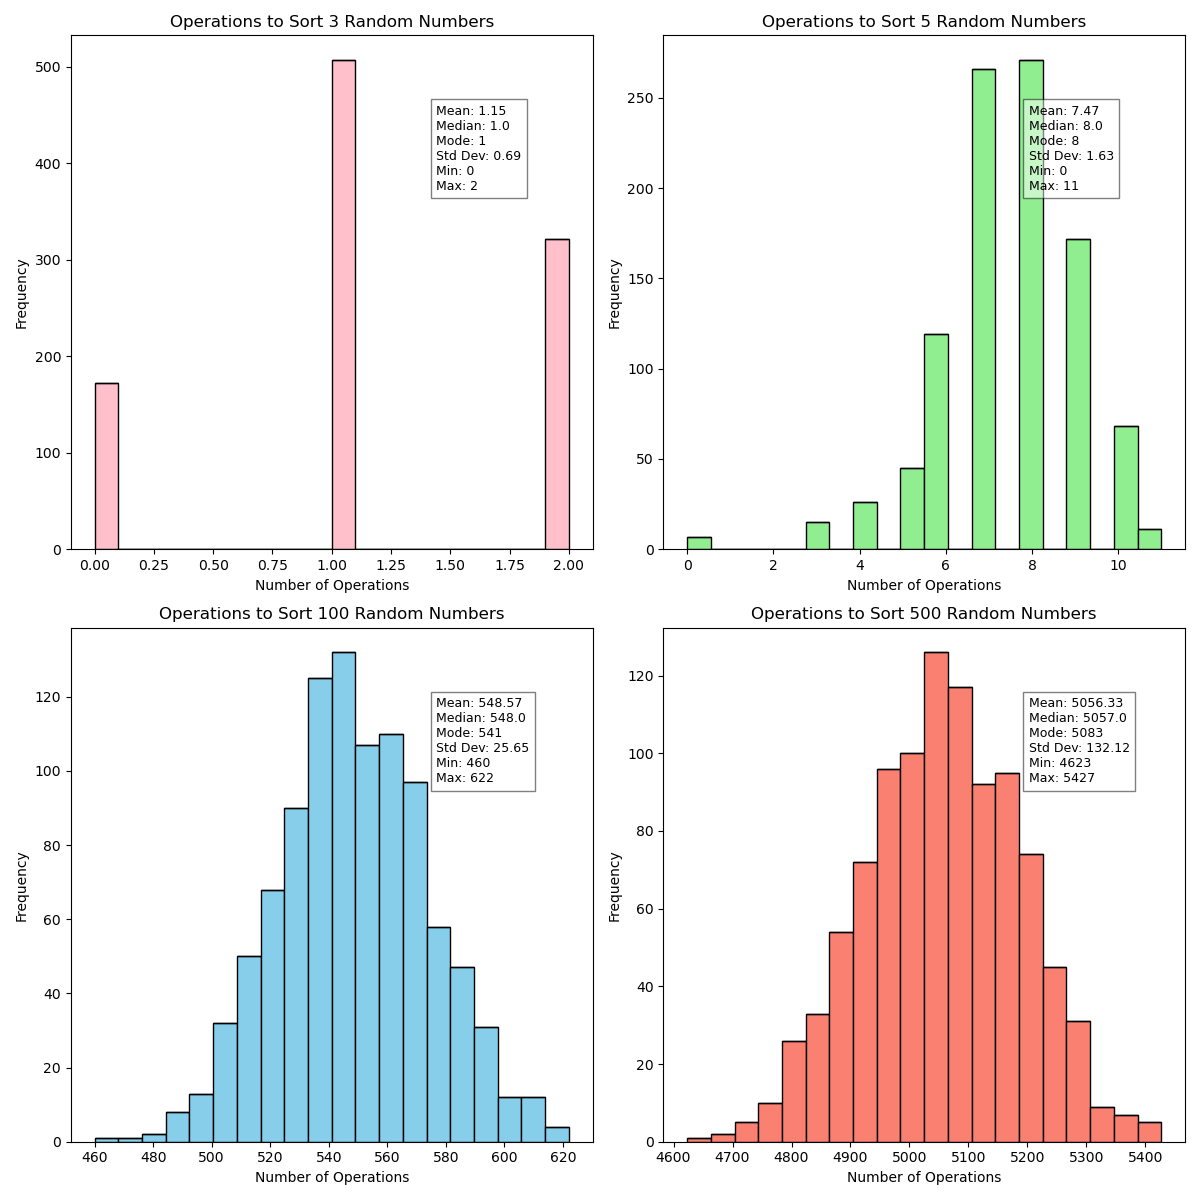 Operations to Sort 3 Random Numbers
500
400
300
200
100
0
Frequency
Mean: 1.15
Median: 1.0
Mode: 1
Std Dev: 0.69
Min: 0
Max: 2
0.00 0.25 0.50 0.75 1.00 1.25 1.50 1.75 2.00
Number of Operations
Operations to Sort 5 Random Numbers
250
200
150
100
50
0
Frequency
Mean: 7.47
Median: 8.0
Mode: 8
Std Dev: 1.63
Min: 0
Max: 11
0 2 4 6 8 10
Number of Operations
Operations to Sort 100 Random Numbers
120
100
80
60
40
20
0
Frequency
Mean: 548.57
Median: 548.0
Mode: 541
Std Dev: 25.65
Min: 460
Max: 622
460 480 500 520 540 560 580 600 620
Number of Operations
Operations to Sort 500 Random Numbers
120
100
80
60
40
20
0
Frequency
Mean: 5056.33
Median: 5057.0
Mode: 5083
Std Dev: 132.12
Min: 4623
Max: 5427
4600 4700 4800 4900 5000 5100 5200 5300 5400
Number of Operations